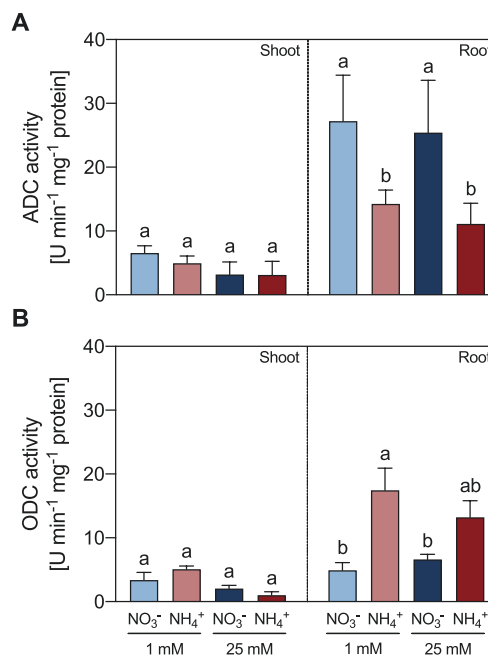 A
ADC activity
[U min⁻¹ mg⁻¹ protein]
40
30
20
10
0
Shoot
Root
a a a a
a b a b
B
ODC activity
[U min⁻¹ mg⁻¹ protein]
40
30
20
10
0
Shoot
Root
a a a a
b a b ab
NO₃⁻ NH₄⁺ NO₃⁻ NH₄⁺ NO₃⁻ NH₄⁺ NO₃⁻ NH₄⁺
1 mM 25 mM 1 mM 25 mM